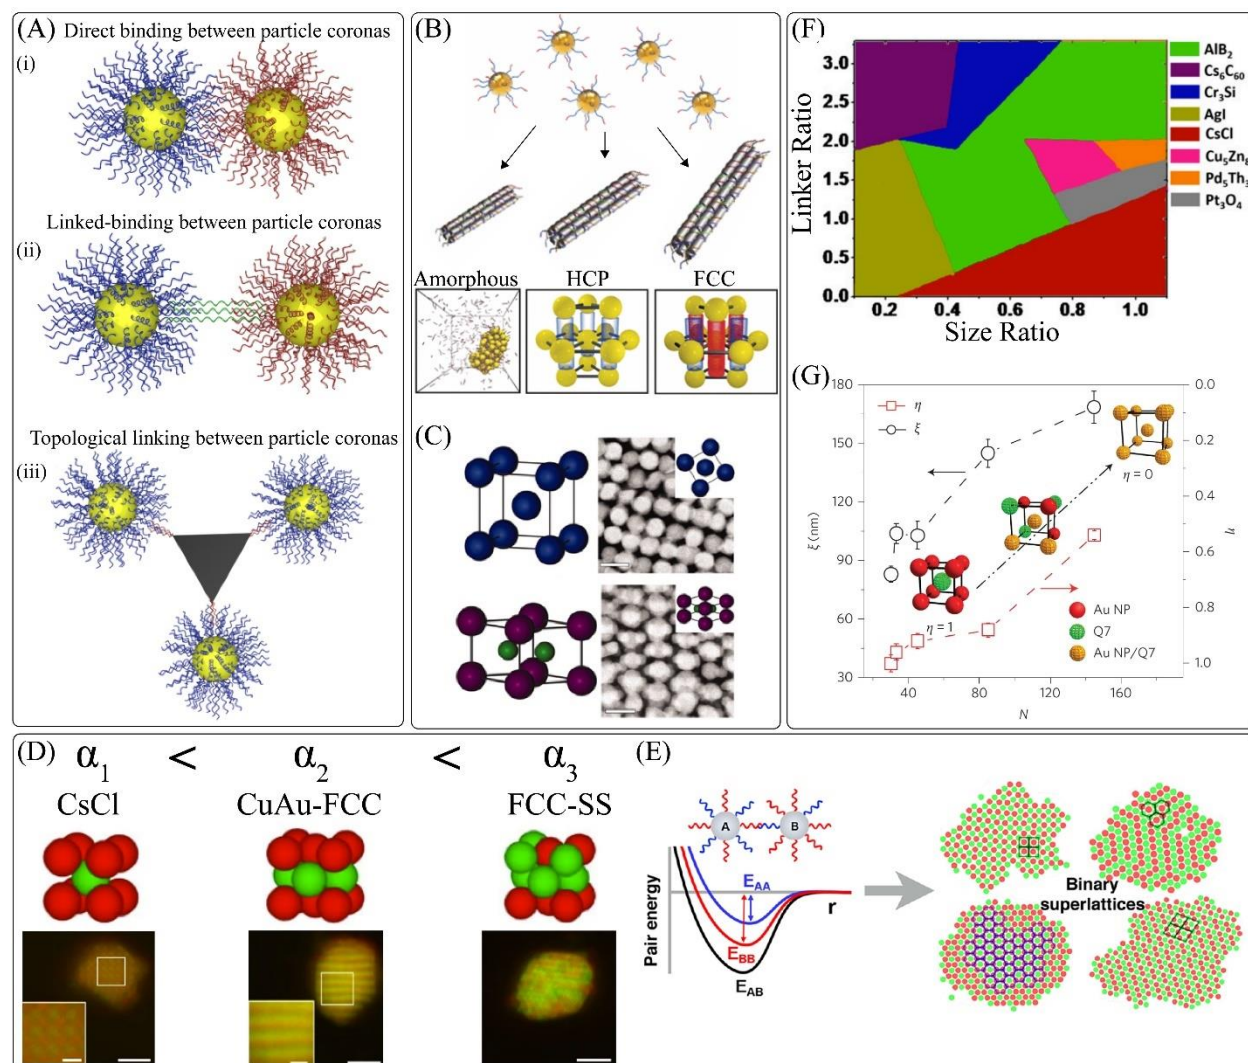 (A) Direct binding between particle coronas
(i)
Linked-binding between particle coronas
(ii)
Topological linking between particle coronas
(iii)
(B)
Amorphous
HCP
FCC
(C)
(F)
Linker Ratio
3.0
2.5
2.0
1.5
1.0
0.5
0.0
0.2 0.4 0.6 0.8 1.0
Size Ratio
AlB2
Cs6C60
Cr3Si
AgI
CsCl
Cu5Zn8
Pd5Th3
Pt3O4
(G)
180
150
120
90
60
30
ξ (nm)
η
ξ
0.0
0.2
0.4
0.6
0.8
1.0
η
η = 0
η = 1
Au NP
Q7
Au NP/Q7
40 80 120 160
N
(D) α1 < α2 < α3
CsCl CuAu-FCC FCC-SS
(E)
A B
Pair energy
EAA
EBB
EAB
r
Binary
superlattices